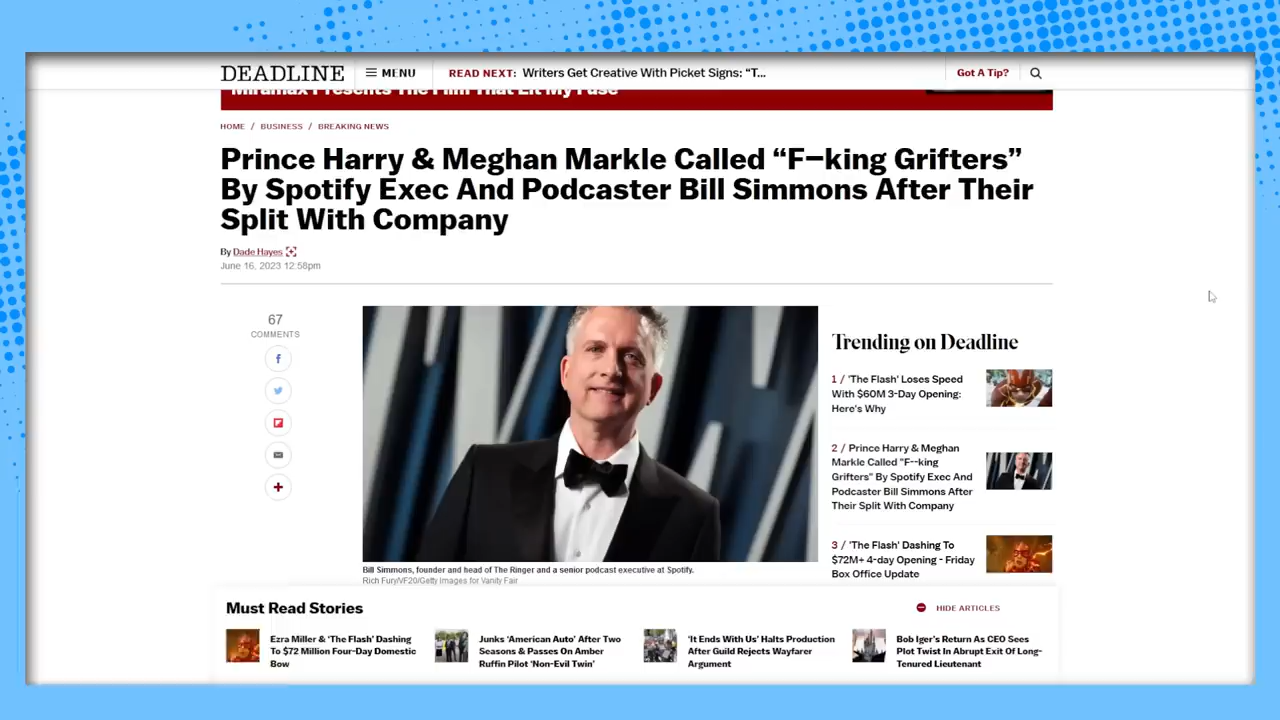 DEADLINE
MENU
READ NEXT: Writers Get Creative With Picket Signs: “T...
Got A Tip?
Miramax Presents The Film That Lit My Fuse
HOME / BUSINESS / BREAKING NEWS
Prince Harry & Meghan Markle Called “F–king Grifters”
By Spotify Exec And Podcaster Bill Simmons After Their
Split With Company
By Dade Hayes
June 16, 2023 12:58pm
67
COMMENTS
Bill Simmons, founder and head of The Ringer and a senior podcast executive at Spotify.
Rich Fury/VF20/Getty Images for Vanity Fair
Trending on Deadline
1 / 'The Flash' Loses Speed
With $60M 3-Day Opening:
Here's Why
2 / Prince Harry & Meghan
Markle Called "F--king
Grifters" By Spotify Exec And
Podcaster Bill Simmons After
Their Split With Company
3 / 'The Flash' Dashing To
$72M+ 4-day Opening - Friday
Box Office Update
Must Read Stories
HIDE ARTICLES
Ezra Miller & ‘The Flash’ Dashing
To $72 Million Four-Day Domestic
Bow
Junks ‘American Auto’ After Two
Seasons & Passes On Amber
Ruffin Pilot ‘Non-Evil Twin’
‘It Ends With Us’ Halts Production
After Guild Rejects Wayfarer
Argument
Bob Iger’s Return As CEO Sees
Plot Twist In Abrupt Exit Of Long-
Tenured Lieutenant